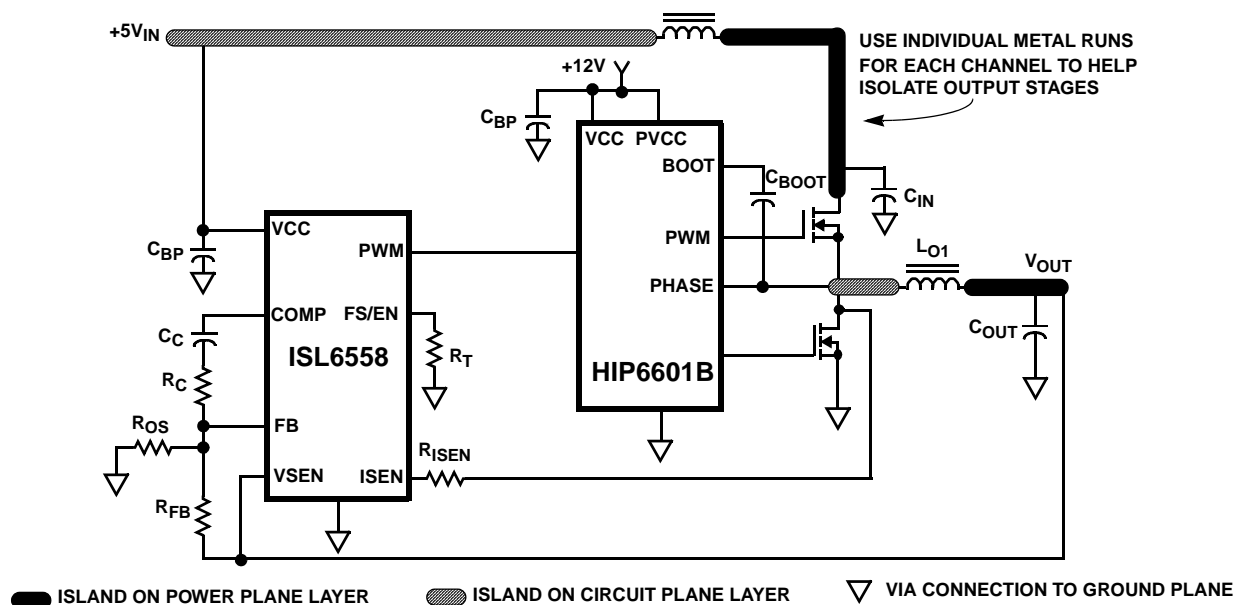 +5VIN
USE INDIVIDUAL METAL RUNS
FOR EACH CHANNEL TO HELP
ISOLATE OUTPUT STAGES
+12V
CBP
VCC PVCC
BOOT
CBOOT
CIN
VCC
CBP
PWM
PWM
LO1
VOUT
PHASE
COMP
FS/EN
CC
RT
COUT
ISL6558
HIP6601B
RC
ROS
FB
RISEN
VSEN
ISEN
RFB
ISLAND ON POWER PLANE LAYER
ISLAND ON CIRCUIT PLANE LAYER
VIA CONNECTION TO GROUND PLANE